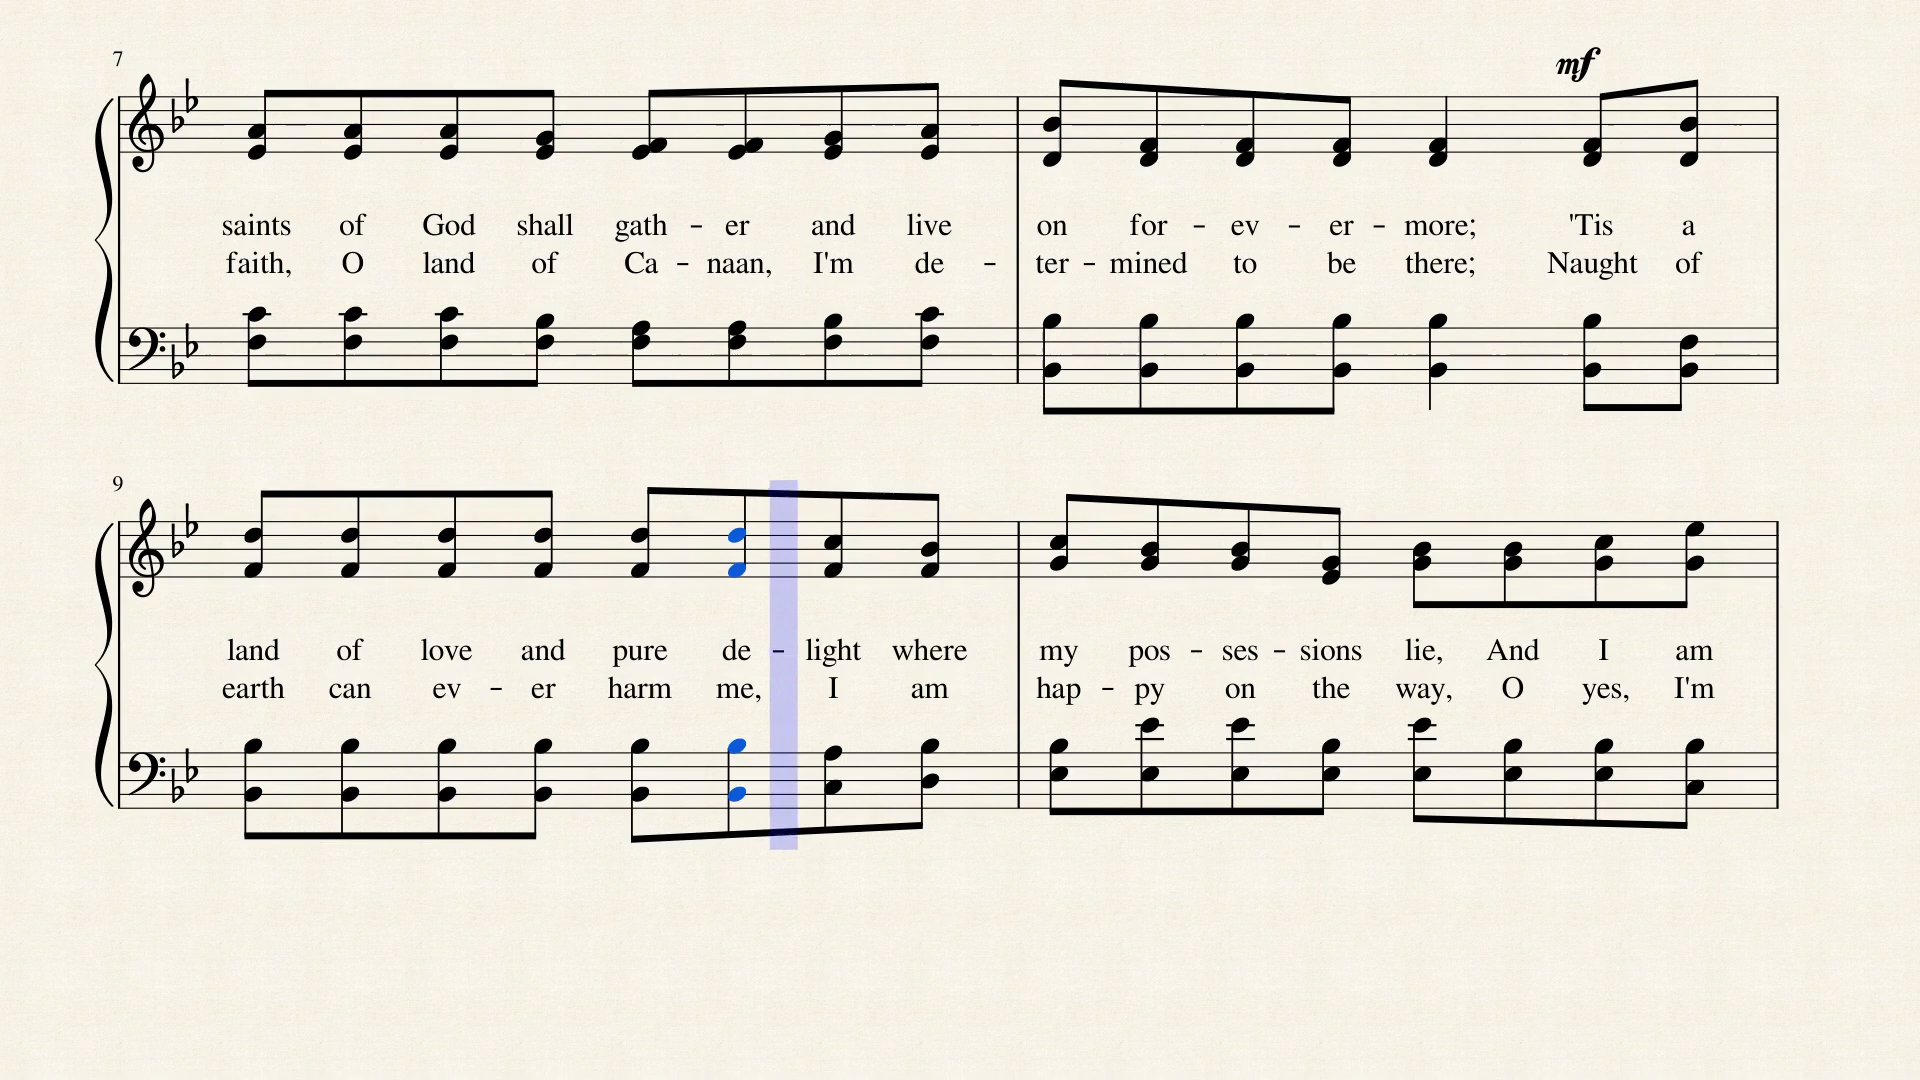 7
mf
saints of God shall gath - er and live on for - ev - er - more; 'Tis a
faith, O land of Ca - naan, I'm de - ter - mined to be there; Naught of
9
land of love and pure de - light where my pos - ses - sions lie, And I am
earth can ev - er harm me, I am hap - py on the way, O yes, I'm